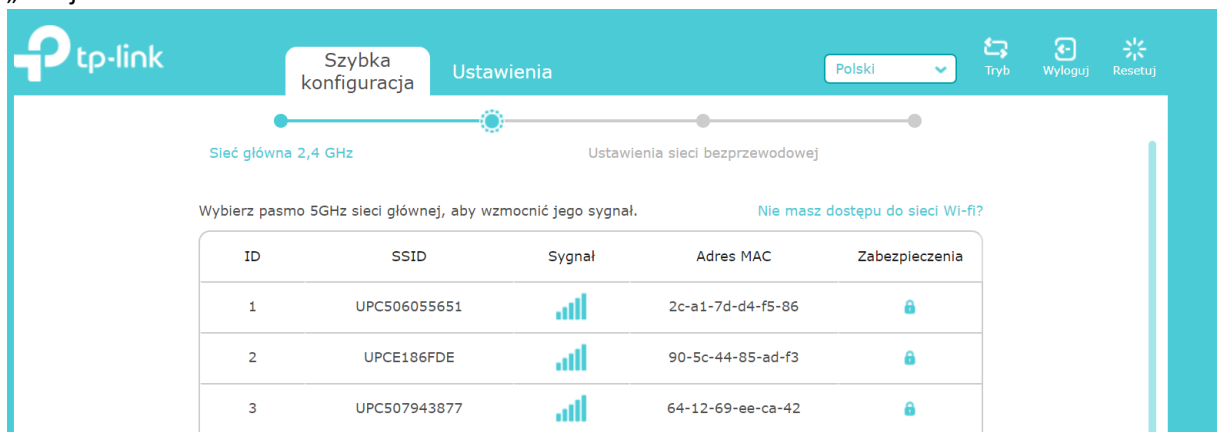 tp-link
Szybka
konfiguracja
Ustawienia
Polski
Tryb
Wyloguj
Resetuj
Sieć główna 2,4 GHz
Ustawienia sieci bezprzewodowej
Wybierz pasmo 5GHz sieci głównej, aby wzmocnić jego sygnał.
Nie masz dostępu do sieci Wi-fi?
ID SSID Sygnał Adres MAC Zabezpieczenia
1 UPC506055651 2c-a1-7d-d4-f5-86
2 UPCE186FDE 90-5c-44-85-ad-f3
3 UPC507943877 64-12-69-ee-ca-42